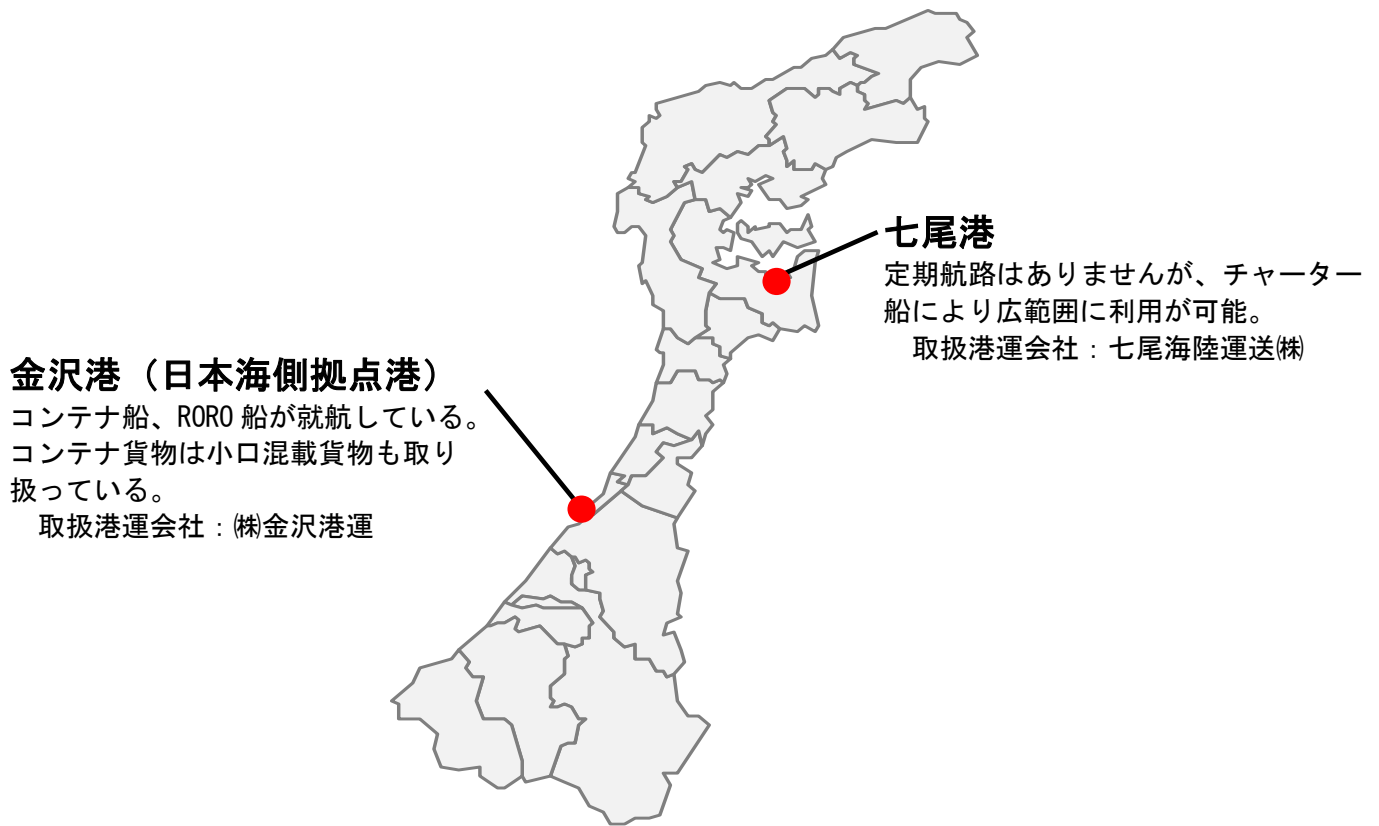 七尾港
定期航路はありませんが、チャーター
船により広範囲に利用が可能。
取扱港運会社：七尾海陸運送㈱
金沢港（日本海側拠点港）
コンテナ船、RORO 船が就航している。
コンテナ貨物は小口混載貨物も取り
扱っている。
取扱港運会社：㈱金沢港運